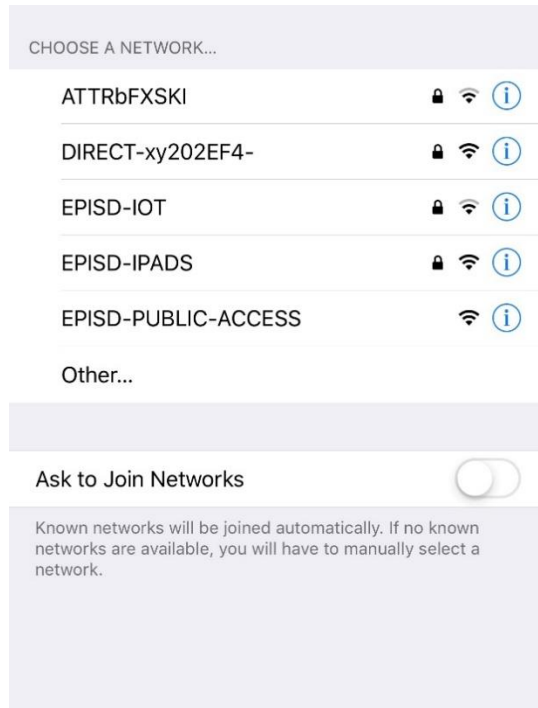 CHOOSE A NETWORK...
ATTRbFXSKI
DIRECT-xy202EF4-
EPISD-IOT
EPISD-IPADS
EPISD-PUBLIC-ACCESS
Other...
Ask to Join Networks
Known networks will be joined automatically. If no known
networks are available, you will have to manually select a
network.